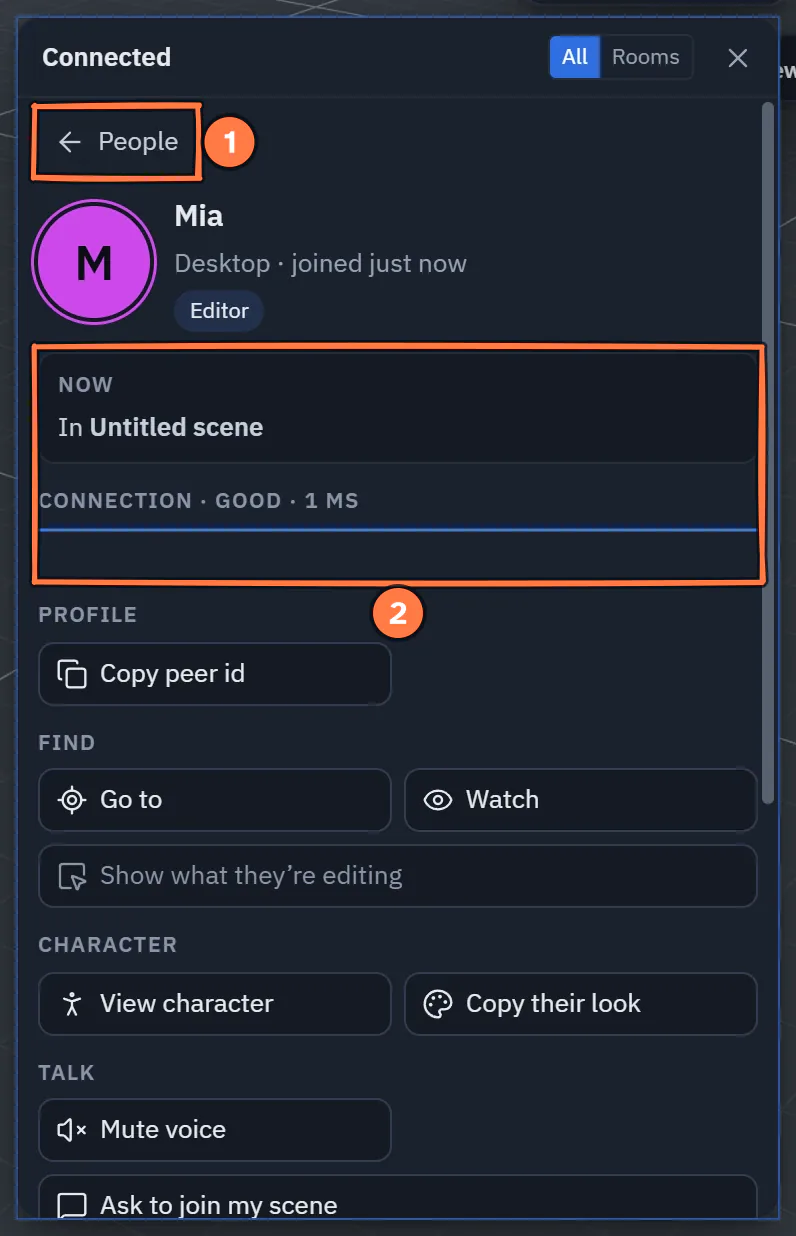 Connected
All
Rooms
People
1
M
Mia
Desktop · joined just now
Editor
NOW
In Untitled scene
CONNECTION · GOOD · 1 MS
2
PROFILE
Copy peer id
FIND
Go to
Watch
Show what they’re editing
CHARACTER
View character
Copy their look
TALK
Mute voice
Ask to join my scene